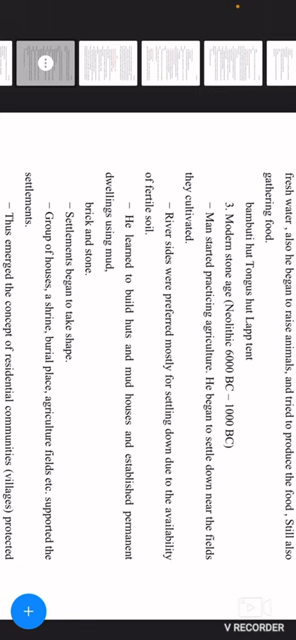 fresh water , also he began to raise animals, and tried to produce the food , Still also
gathering food.
bambuti hut Tongus hut Lapp tent
3. Modern stone age (Neolithic 6000 BC – 1000 BC)
– Man started practicing agriculture. He began to settle down near the fields
they cultivated.
– River sides were preferred mostly for settling down due to the availability
of fertile soil.
– He learned to build huts and mud houses and established permanent
dwellings using mud,
brick and stone.
– Settlements began to take shape.
– Group of houses, a shrine, burial place, agriculture fields etc. supported the
settlements.
– Thus emerged the concept of residential communities (villages) protected
V RECORDER